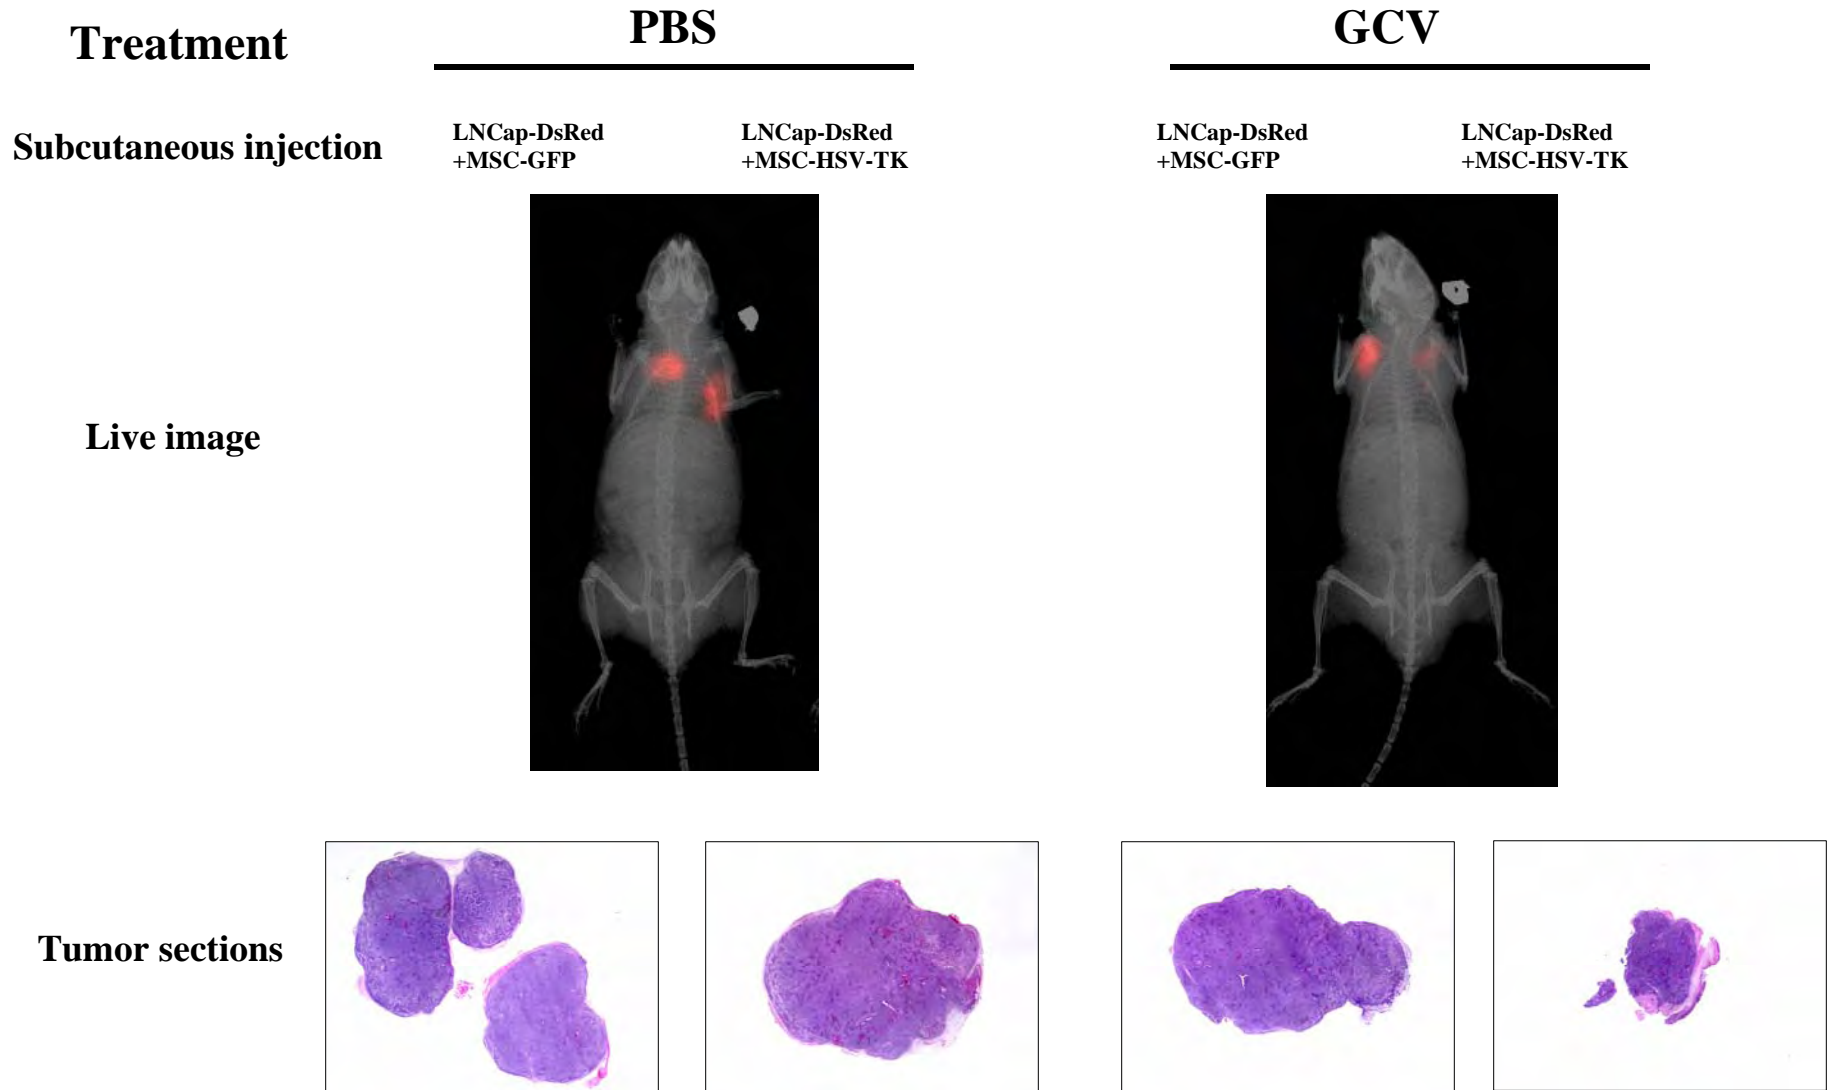 Treatment
PBS
GCV
Subcutaneous injection
LNCap-DsRed
+MSC-GFP
LNCap-DsRed
+MSC-HSV-TK
LNCap-DsRed
+MSC-GFP
LNCap-DsRed
+MSC-HSV-TK
Live image
Tumor sections